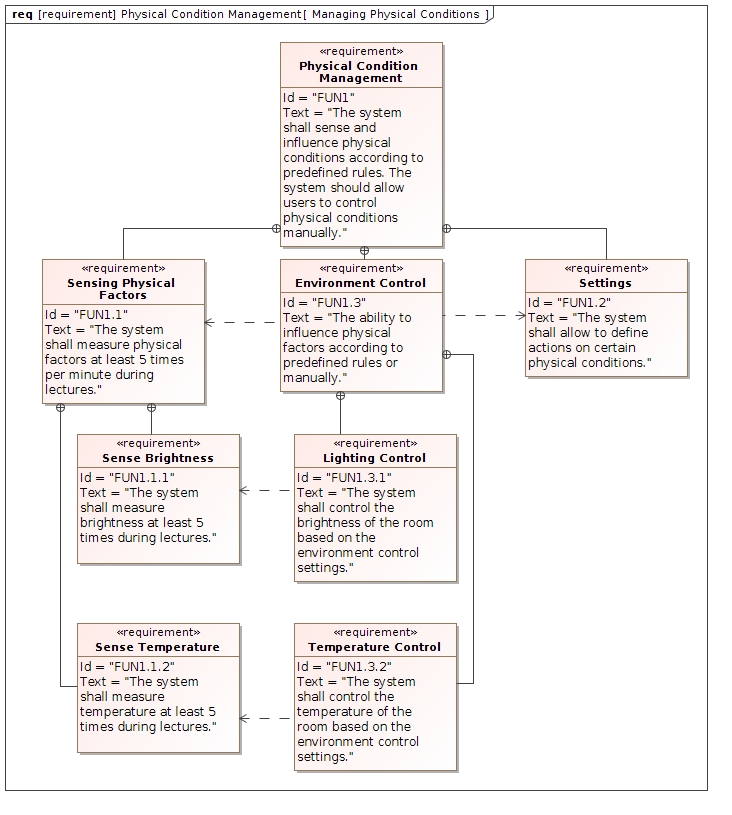 req [requirement] Physical Condition Management[ Managing Physical Conditions ]
«requirement»
Physical Condition
Management
Id = "FUN1"
Text = "The system
shall sense and
influence physical
conditions according to
predefined rules. The
system should allow
users to control
physical conditions
manually."
«requirement»
Sensing Physical
Factors
Id = "FUN1.1"
Text = "The system
shall measure physical
factors at least 5 times
per minute during
lectures."
«requirement»
Environment Control
Id = "FUN1.3"
Text = "The ability to
influence physical
factors according to
predefined rules or
manually."
«requirement»
Settings
Id = "FUN1.2"
Text = "The system
shall allow to define
actions on certain
physical conditions."
«requirement»
Sense Brightness
Id = "FUN1.1.1"
Text = "The system
shall measure
brightness at least 5
times during lectures."
«requirement»
Lighting Control
Id = "FUN1.3.1"
Text = "The system
shall control the
brightness of the room
based on the
environment control
settings."
«requirement»
Sense Temperature
Id = "FUN1.1.2"
Text = "The system
shall measure
temperature at least 5
times during lectures."
«requirement»
Temperature Control
Id = "FUN1.3.2"
Text = "The system
shall control the
temperature of the
room based on the
environment control
settings."